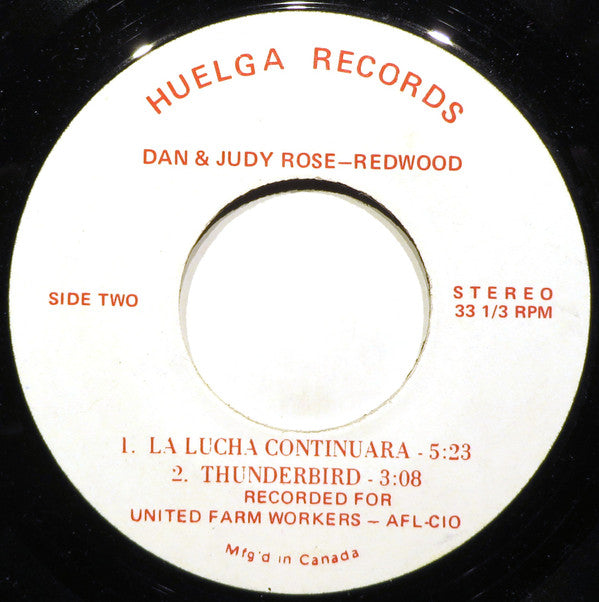 HUELGA RECORDS
DAN & JUDY ROSE–REDWOOD
SIDE TWO
STEREO
33 1/3 RPM
1. LA LUCHA CONTINUARA - 5:23
2. THUNDERBIRD - 3:08
RECORDED FOR
UNITED FARM WORKERS – AFL-CIO
Mfg'd in Canada